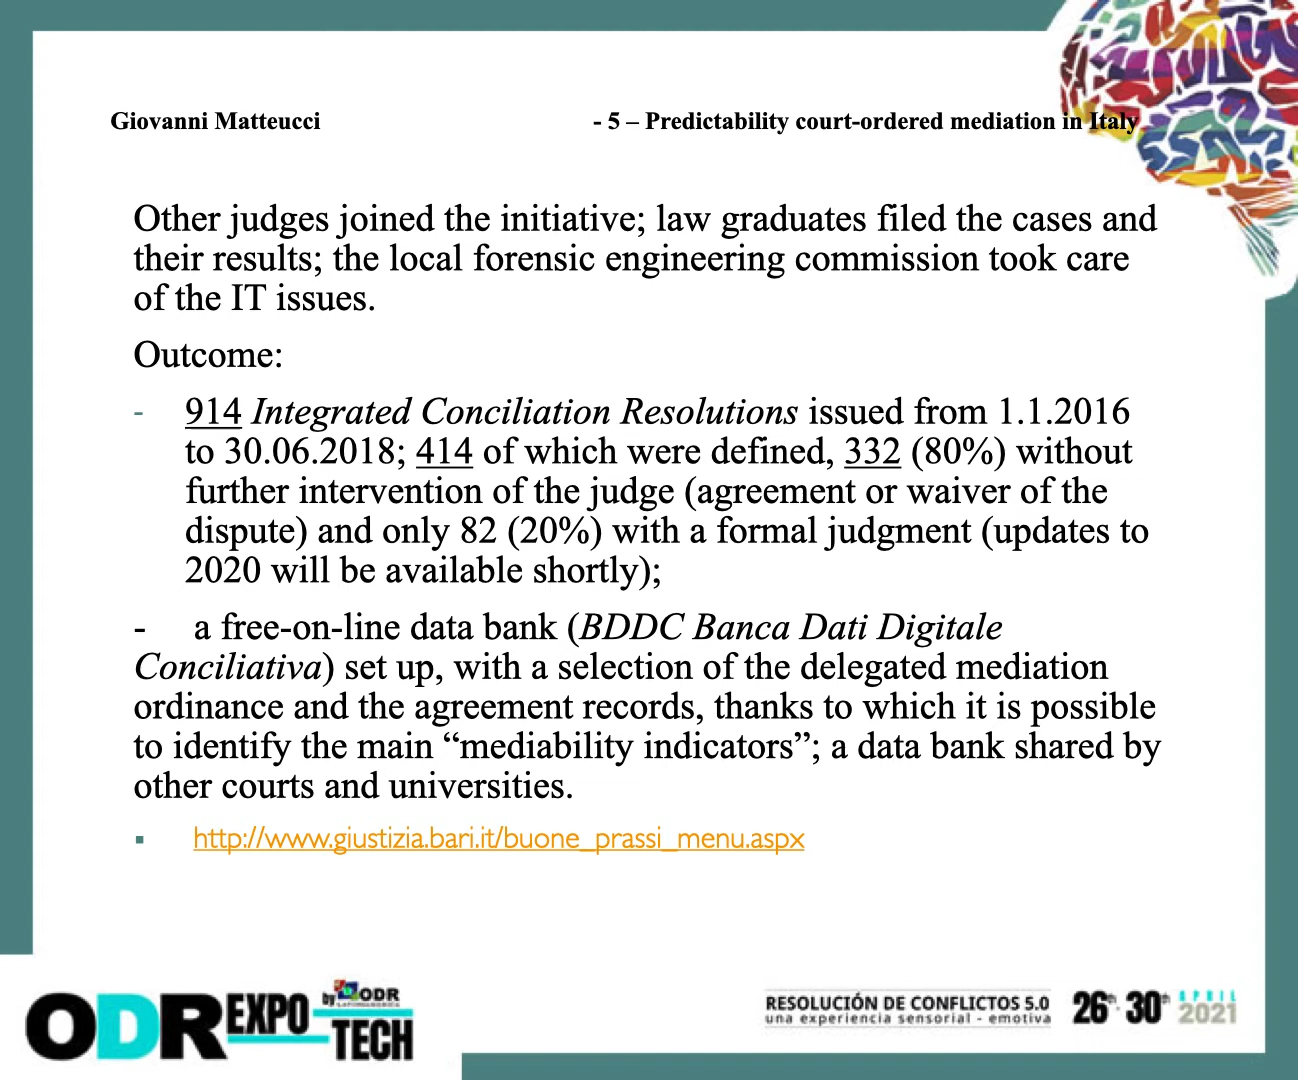 Giovanni Matteucci - 5 – Predictability court-ordered mediation in Italy
Other judges joined the initiative; law graduates filed the cases and
their results; the local forensic engineering commission took care
of the IT issues.
Outcome:
- 914 Integrated Conciliation Resolutions issued from 1.1.2016
to 30.06.2018; 414 of which were defined, 332 (80%) without
further intervention of the judge (agreement or waiver of the
dispute) and only 82 (20%) with a formal judgment (updates to
2020 will be available shortly);
- a free-on-line data bank (BDDC Banca Dati Digitale
Conciliativa) set up, with a selection of the delegated mediation
ordinance and the agreement records, thanks to which it is possible
to identify the main “mediability indicators”; a data bank shared by
other courts and universities.
▪ http://www.giustizia.bari.it/buone_prassi_menu.aspx
ODR EXPO TECH by ODR
RESOLUCIÓN DE CONFLICTOS 5.0
una experiencia sensorial - emotiva
26th 30th APRIL 2021